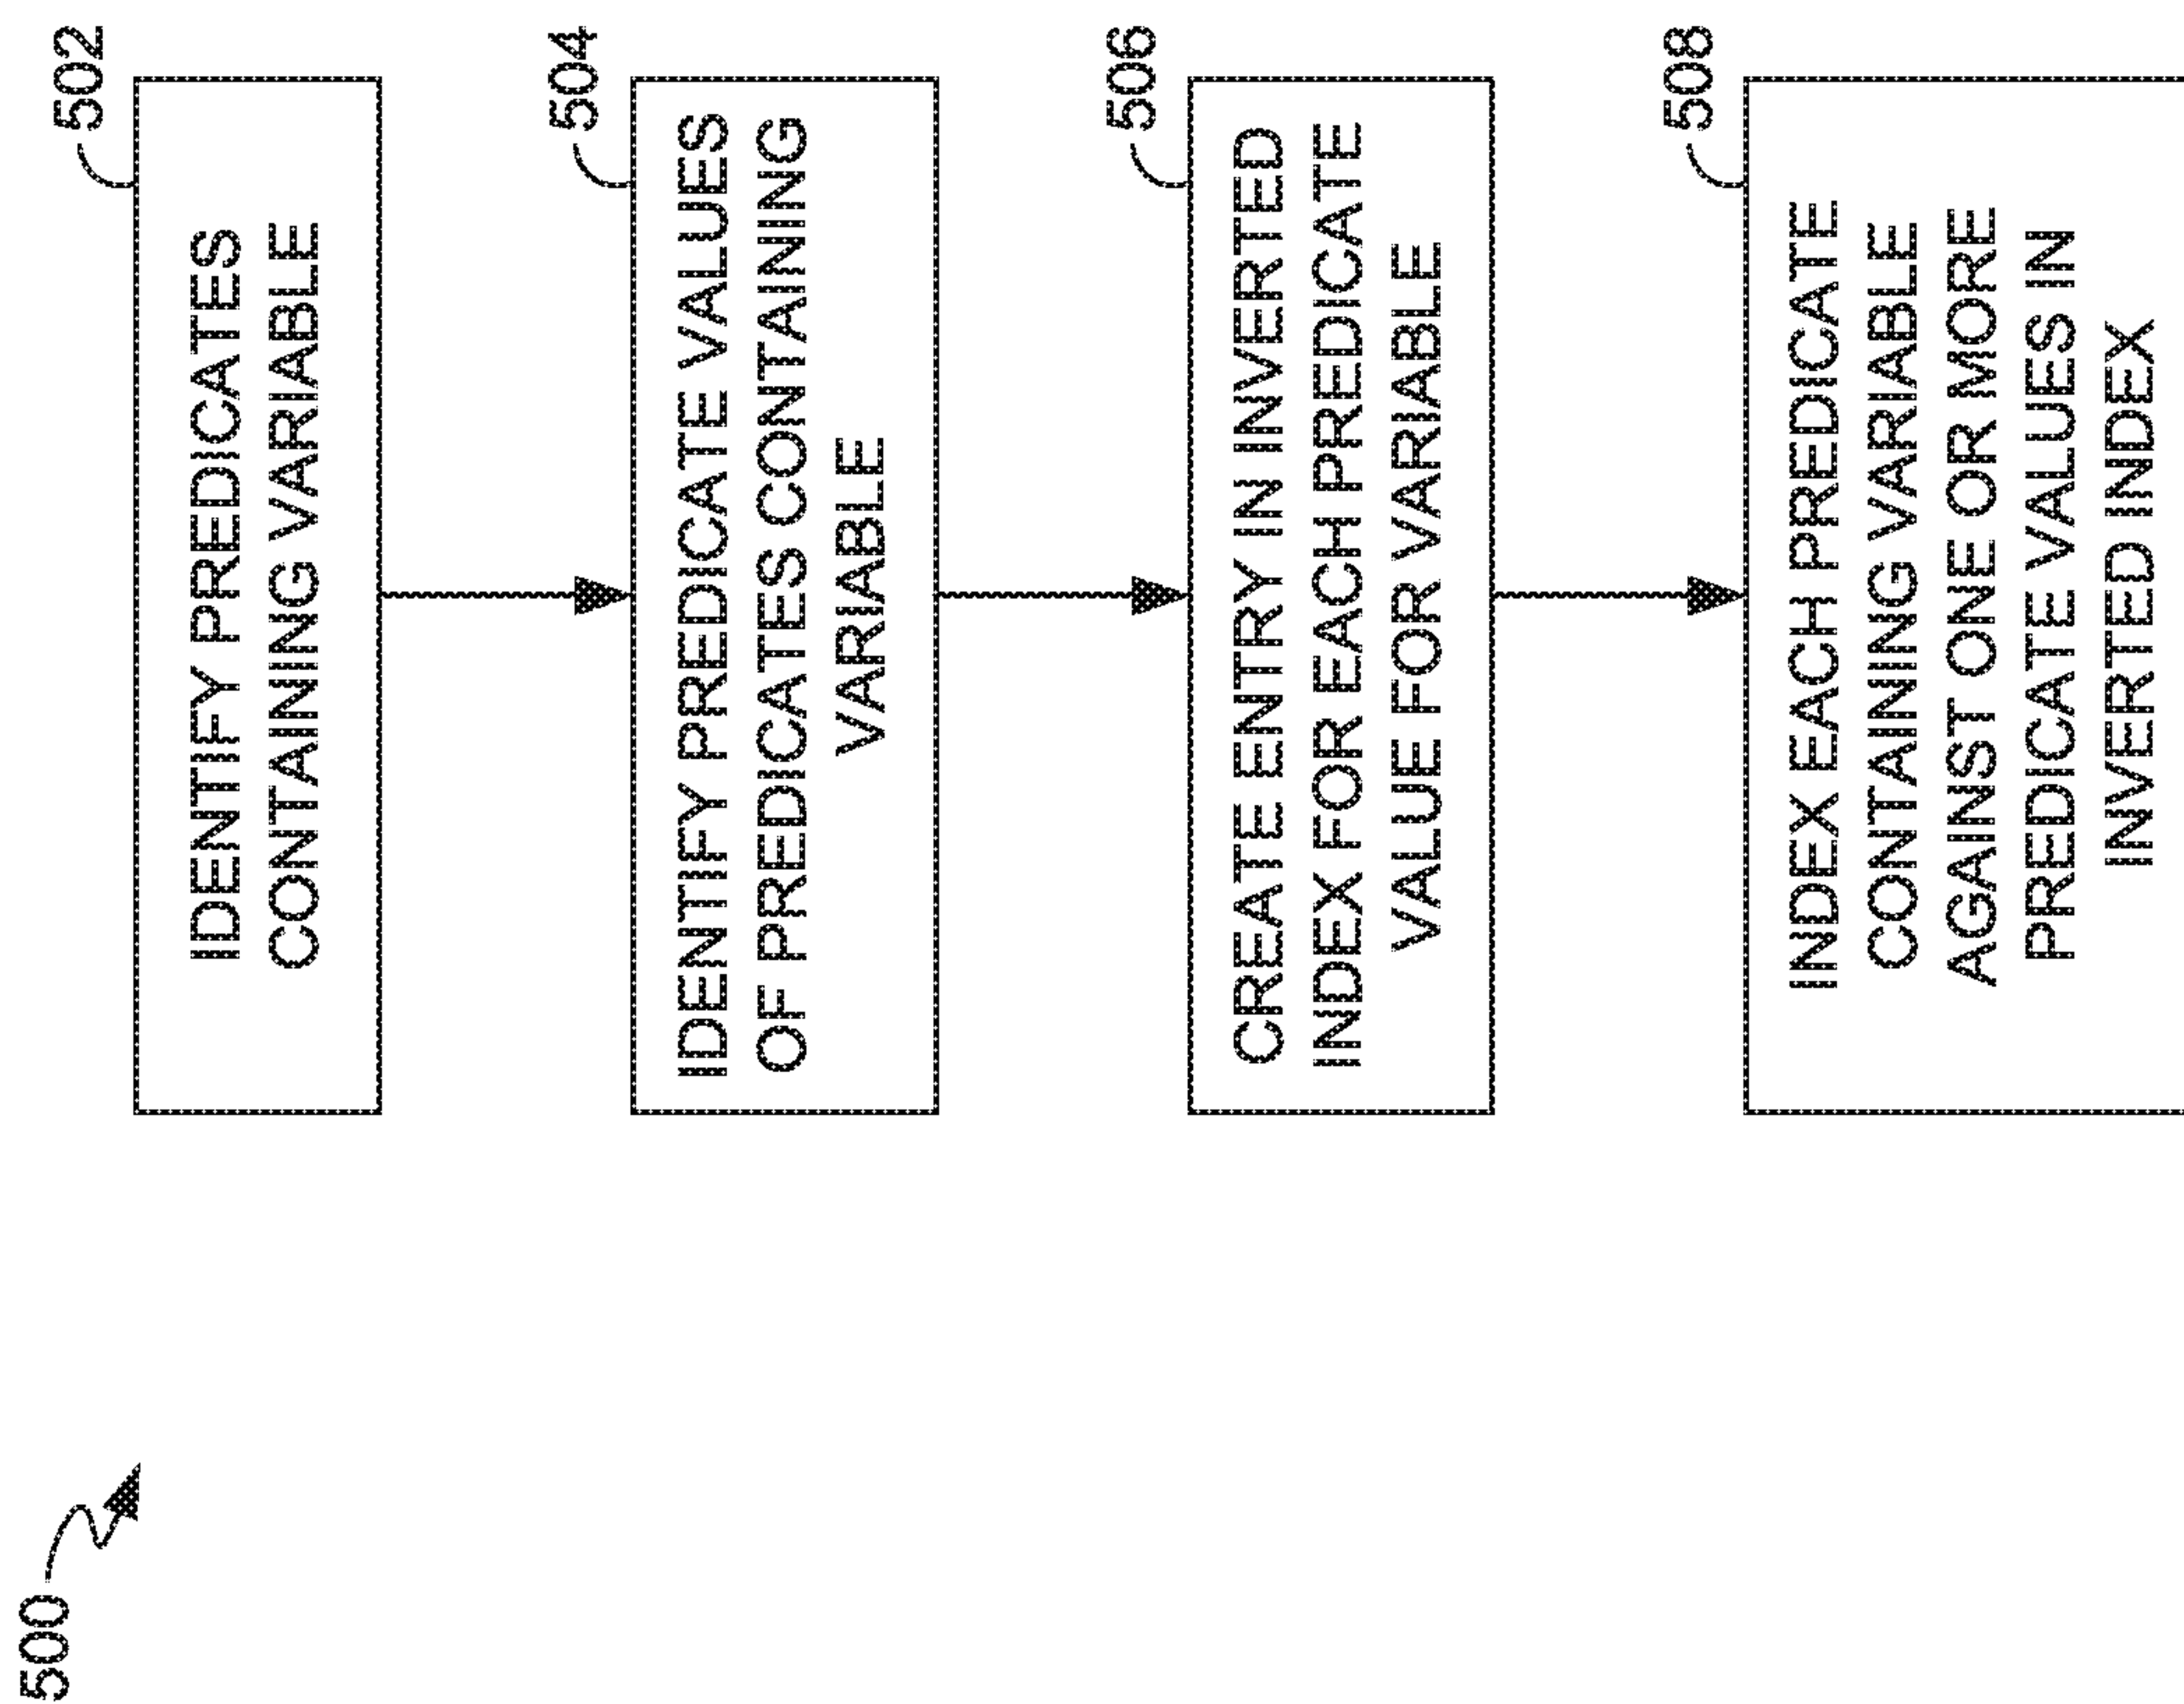 500
502
IDENTIFY PREDICATES
CONTAINING VARIABLE
504
IDENTIFY PREDICATE VALUES
OF PREDICATES CONTAINING
VARIABLE
506
CREATE ENTRY IN INVERTED
INDEX FOR EACH PREDICATE
VALUE FOR VARIABLE
508
INDEX EACH PREDICATE
CONTAINING VARIABLE
AGAINST ONE OR MORE
PREDICATE VALUES IN
INVERTED INDEX